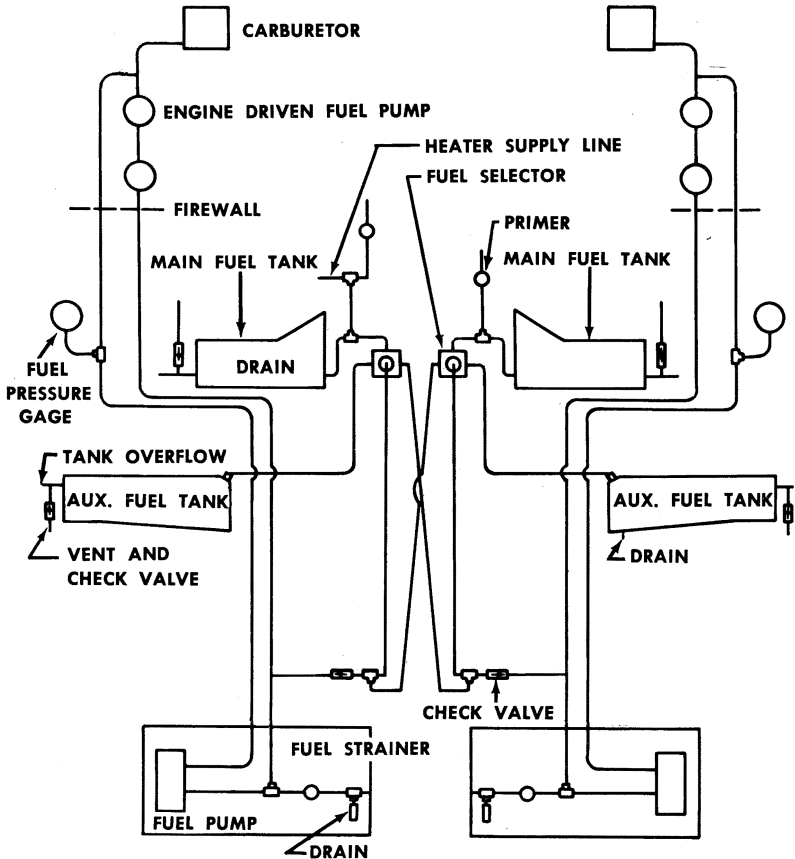 CARBURETOR
ENGINE DRIVEN FUEL PUMP
HEATER SUPPLY LINE
FUEL SELECTOR
FIREWALL
PRIMER
MAIN FUEL TANK
MAIN FUEL TANK
DRAIN
FUEL
PRESSURE
GAGE
TANK OVERFLOW
AUX. FUEL TANK
AUX. FUEL TANK
VENT AND
CHECK VALVE
DRAIN
CHECK VALVE
FUEL STRAINER
FUEL PUMP
DRAIN